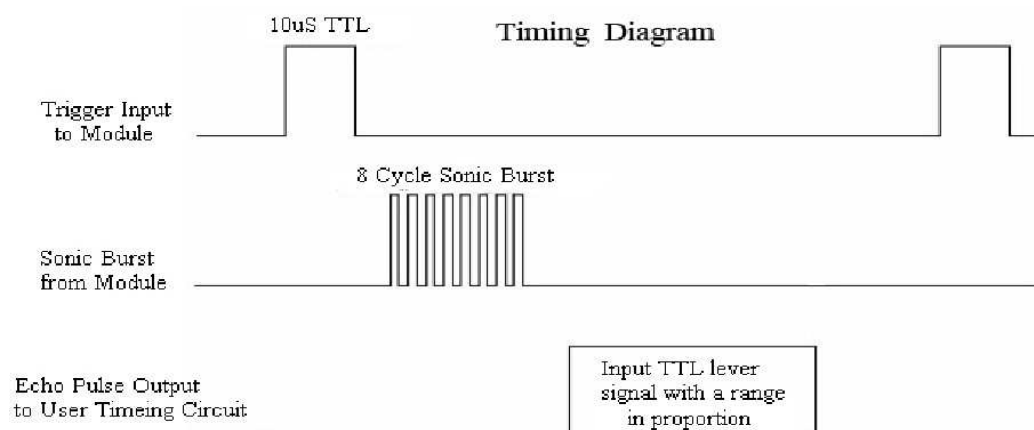 10uS TTL
Timing Diagram
Trigger Input
to Module
8 Cycle Sonic Burst
Sonic Burst
from Module
Echo Pulse Output
to User Timeing Circuit
Input TTL lever
signal with a range
in proportion